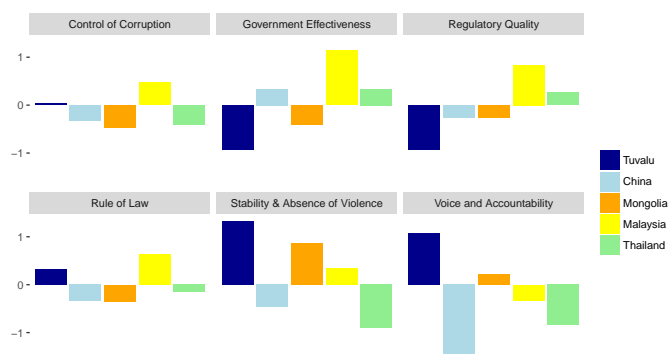 Control of Corruption
Government Effectiveness
Regulatory Quality
1
0
−1
Rule of Law
Stability & Absence of Violence
Voice and Accountability
1
0
−1
Tuvalu
China
Mongolia
Malaysia
Thailand